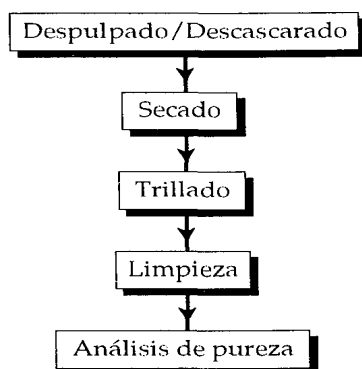 Despulpado/Descascarado
Secado
Trillado
Limpieza
Análisis de pureza